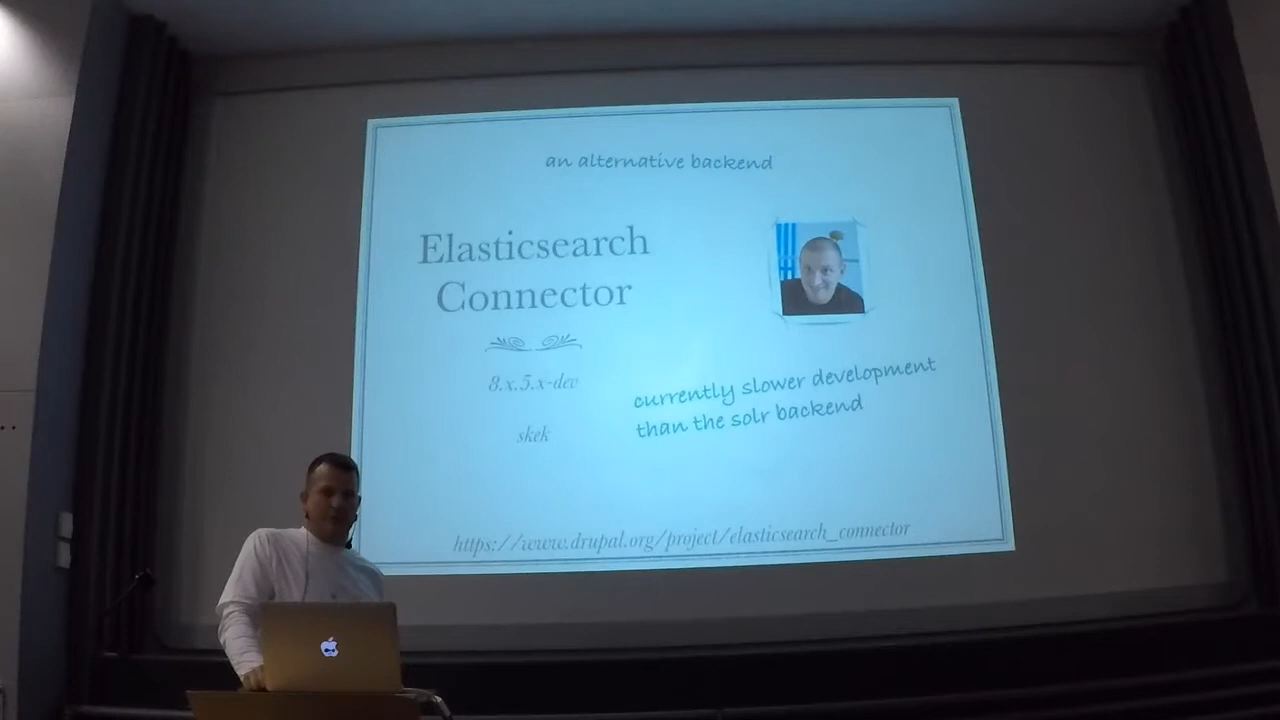 an alternative backend
Elasticsearch
Connector
8.x.5.x-dev
skek
currently slower development
than the solr backend
https://www.drupal.org/project/elasticsearch_connector